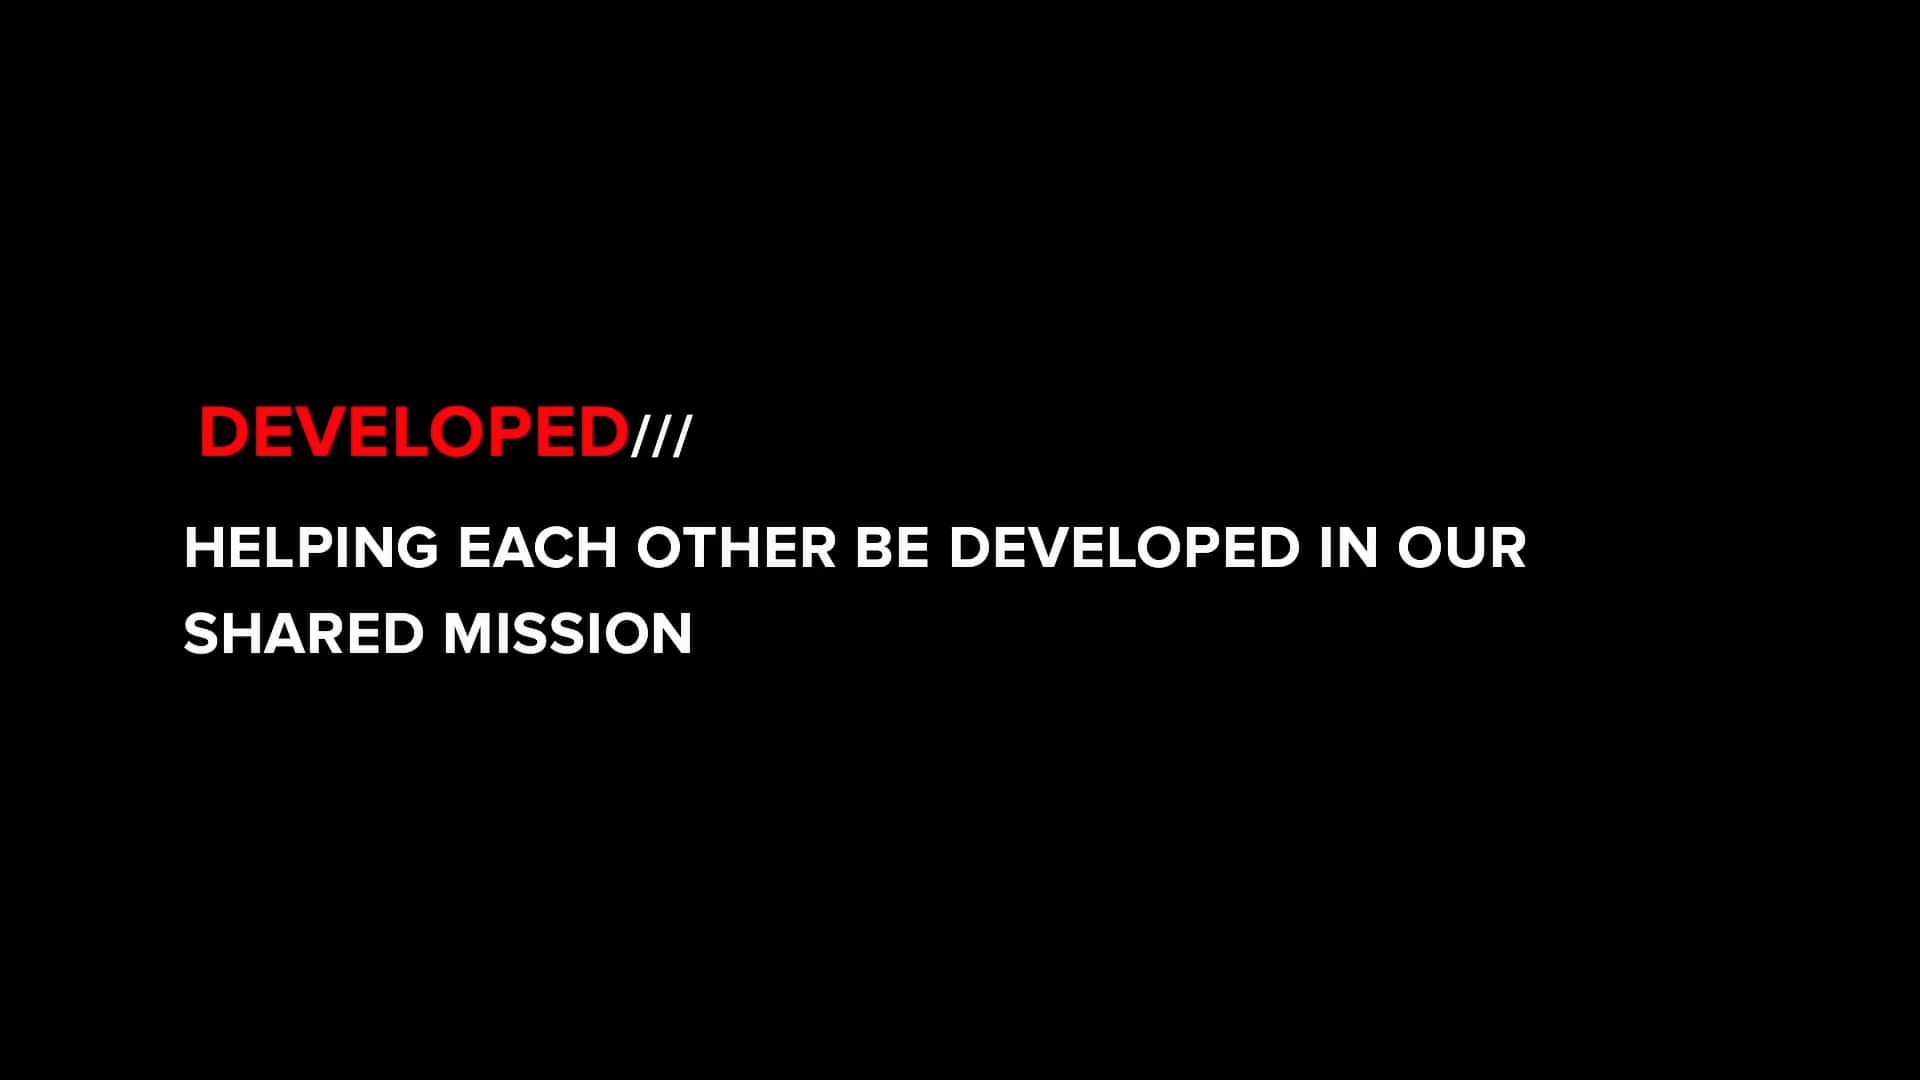 DEVELOPED///
HELPING EACH OTHER BE DEVELOPED IN OUR
SHARED MISSION